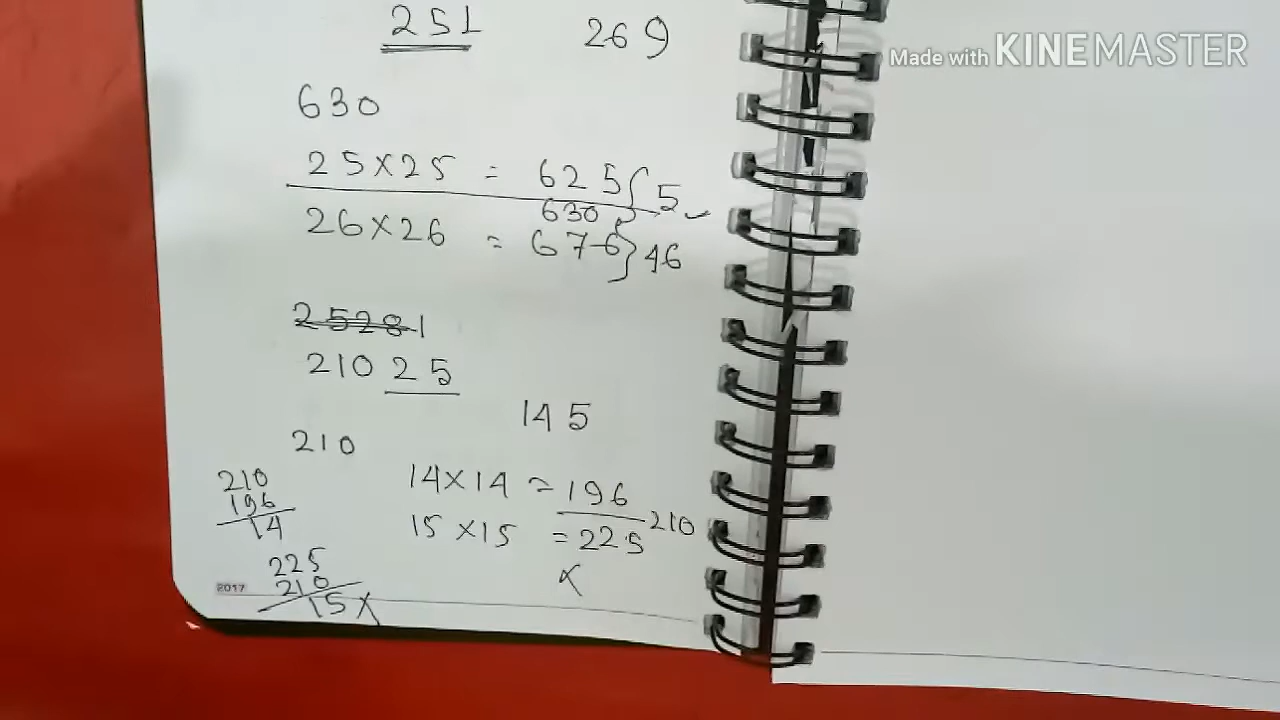 251 269
Made with KINEMASTER
630
25×25 = 625 } 5 ✓
630
26×26 = 676 } 46
25281
210 25
145
210
210
196
14
14×14 = 196
210
15×15 = 225
x
225
210
15 x
2017